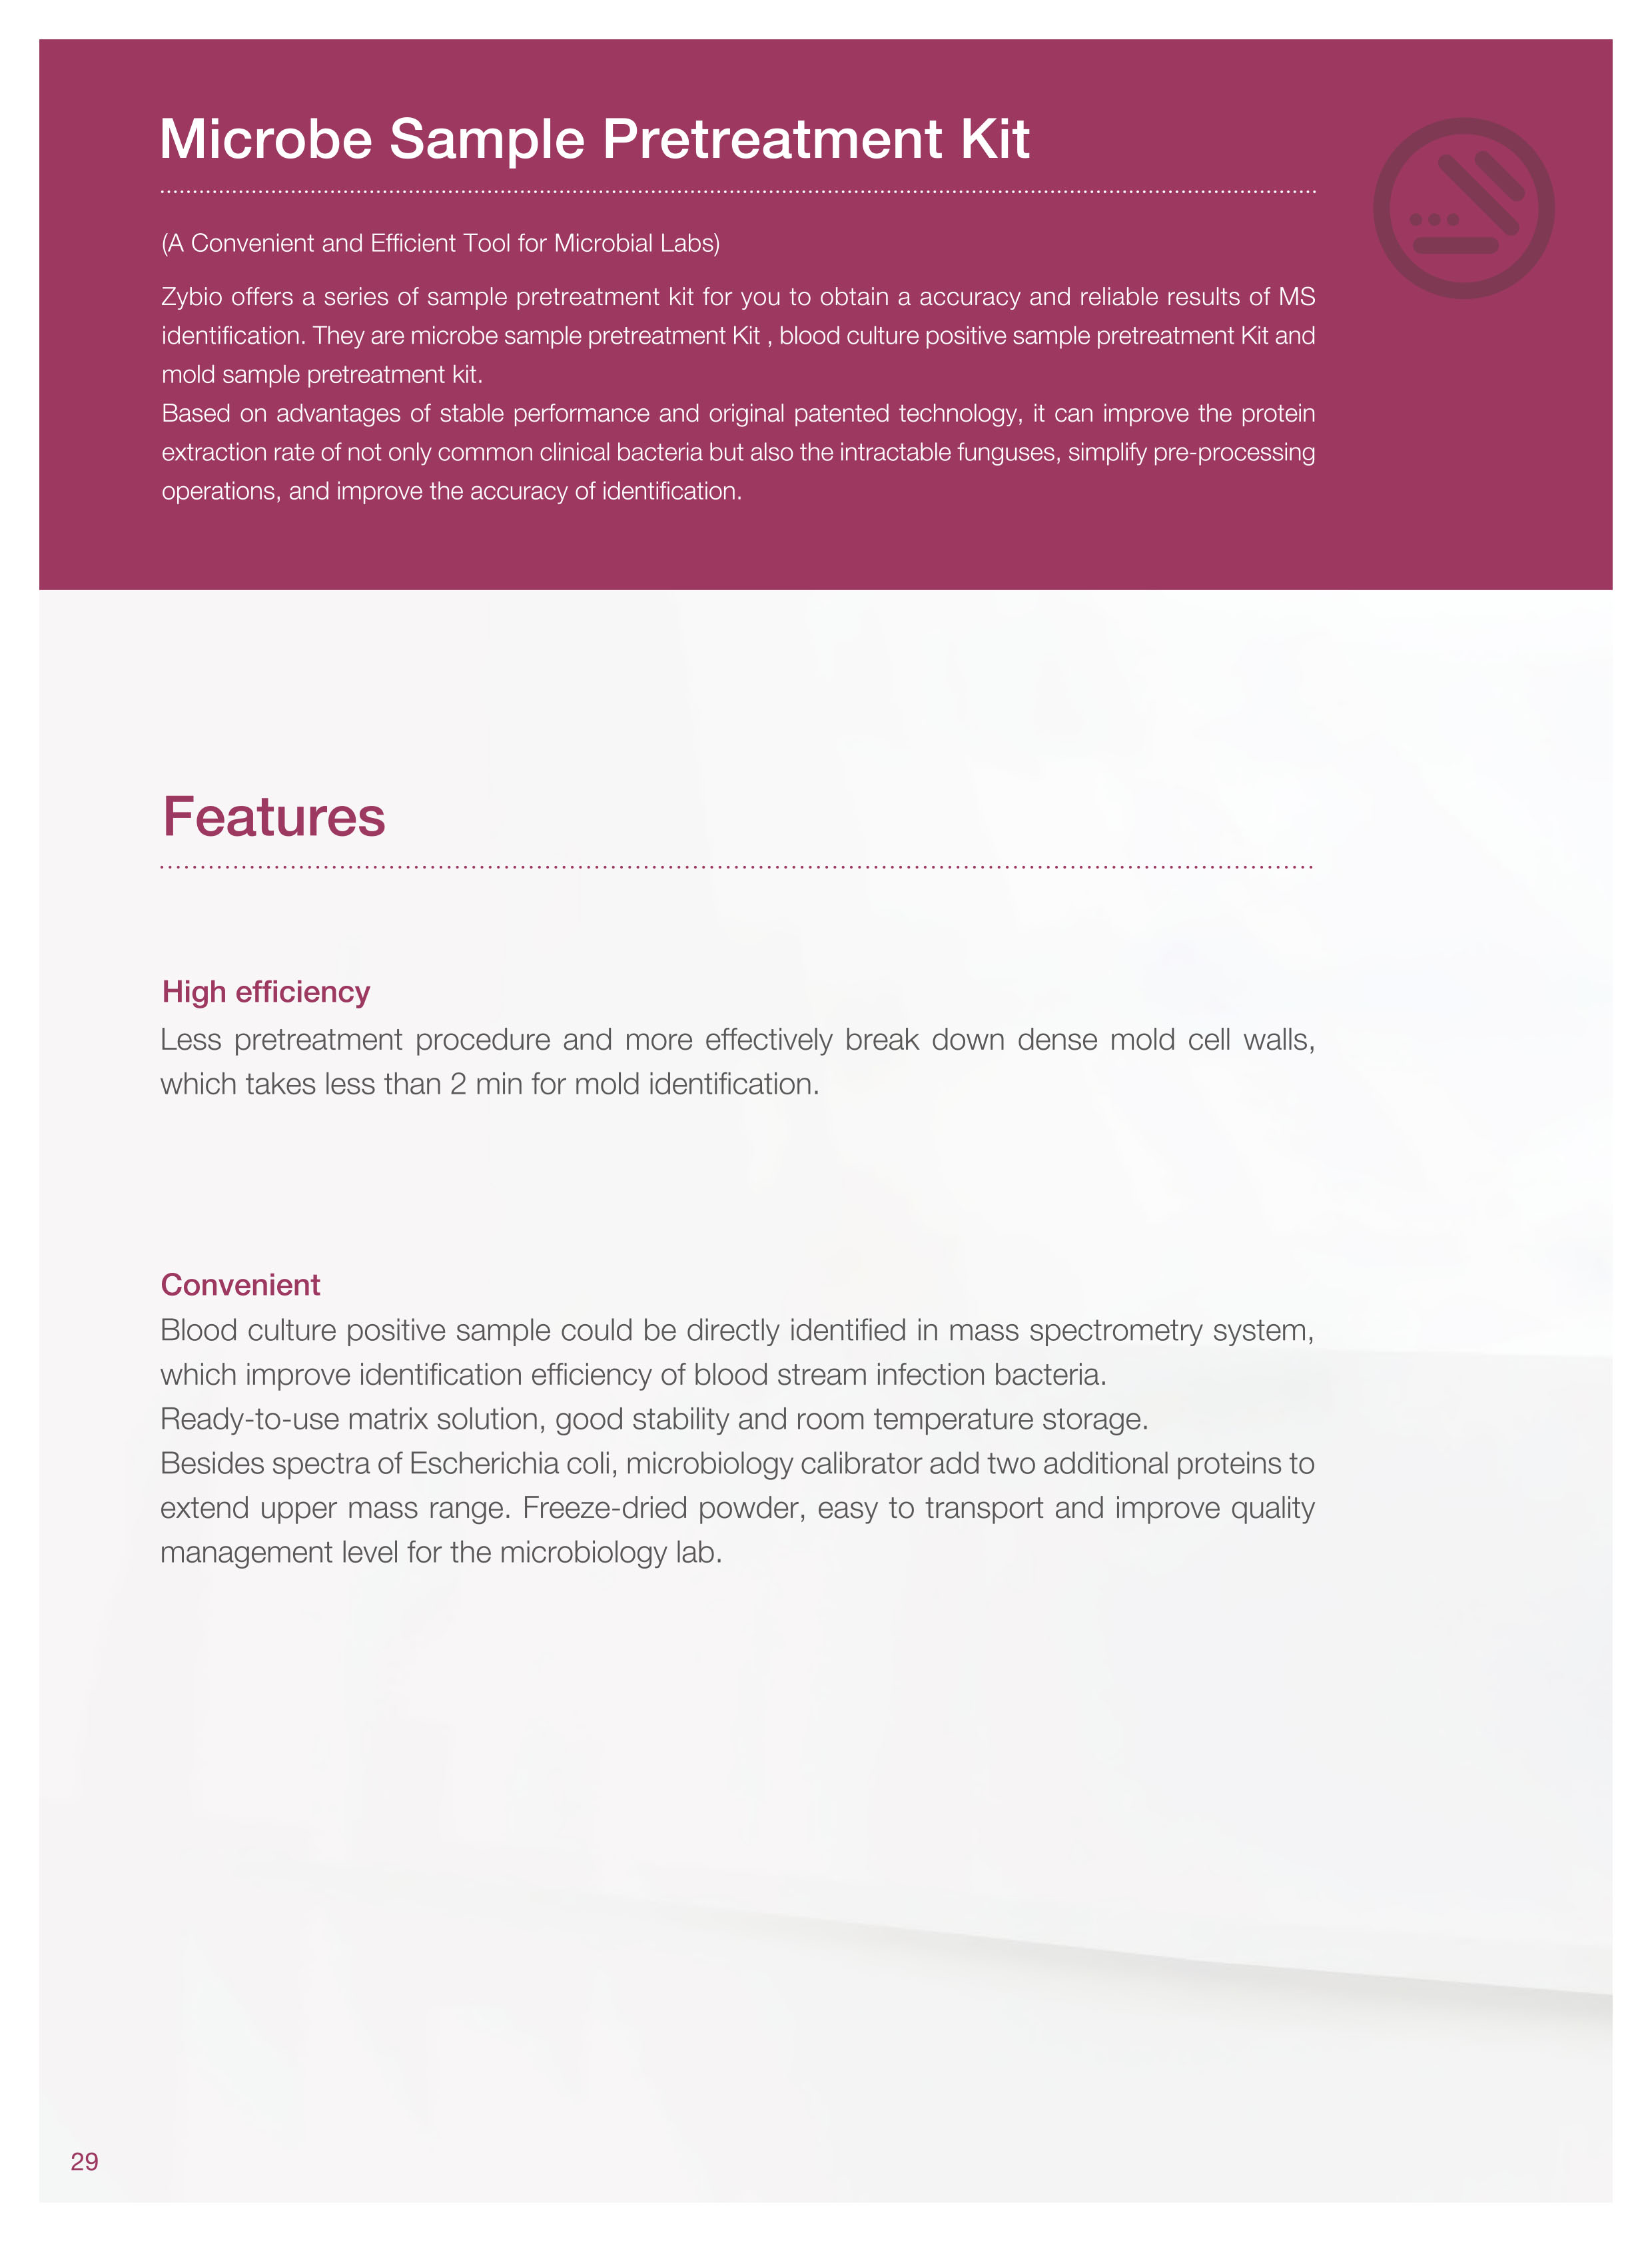 Microbe Sample Pretreatment Kit
(A Convenient and Efficient Tool for Microbial Labs)
Zybio offers a series of sample pretreatment kit for you to obtain a accuracy and reliable results of MS
identification. They are microbe sample pretreatment Kit , blood culture positive sample pretreatment Kit and
mold sample pretreatment kit.
Based on advantages of stable performance and original patented technology, it can improve the protein
extraction rate of not only common clinical bacteria but also the intractable funguses, simplify pre-processing
operations, and improve the accuracy of identification.
Features
High efficiency
Less pretreatment procedure and more effectively break down dense mold cell walls,
which takes less than 2 min for mold identification.
Convenient
Blood culture positive sample could be directly identified in mass spectrometry system,
which improve identification efficiency of blood stream infection bacteria.
Ready-to-use matrix solution, good stability and room temperature storage.
Besides spectra of Escherichia coli, microbiology calibrator add two additional proteins to
extend upper mass range. Freeze-dried powder, easy to transport and improve quality
management level for the microbiology lab.
29